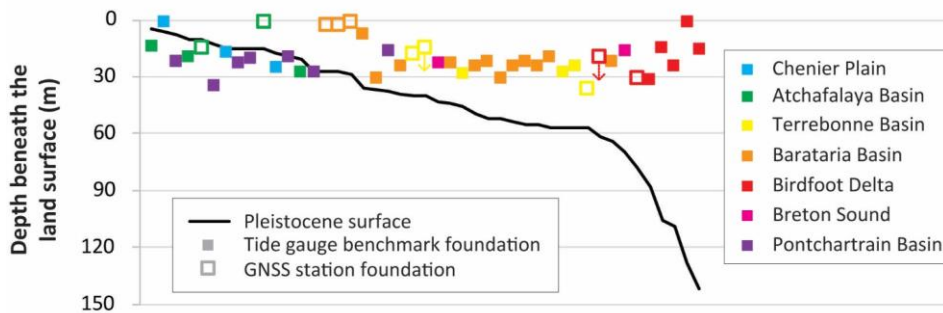 Depth beneath the
land surface (m)
0
30
60
90
120
150
Pleistocene surface
Tide gauge benchmark foundation
GNSS station foundation
Chenier Plain
Atchafalaya Basin
Terrebonne Basin
Barataria Basin
Birdfoot Delta
Breton Sound
Pontchartrain Basin